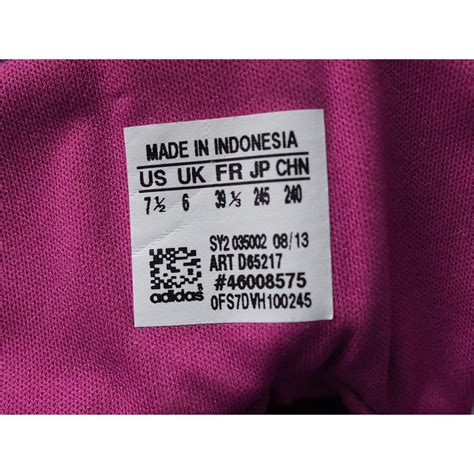 MADE IN INDONESIA
US UK FR JP CHN
7½ 6 39⅓ 245 240
SY2 035002 08/13
ART D65217
#46008575
0FS7DVH100245
adidas